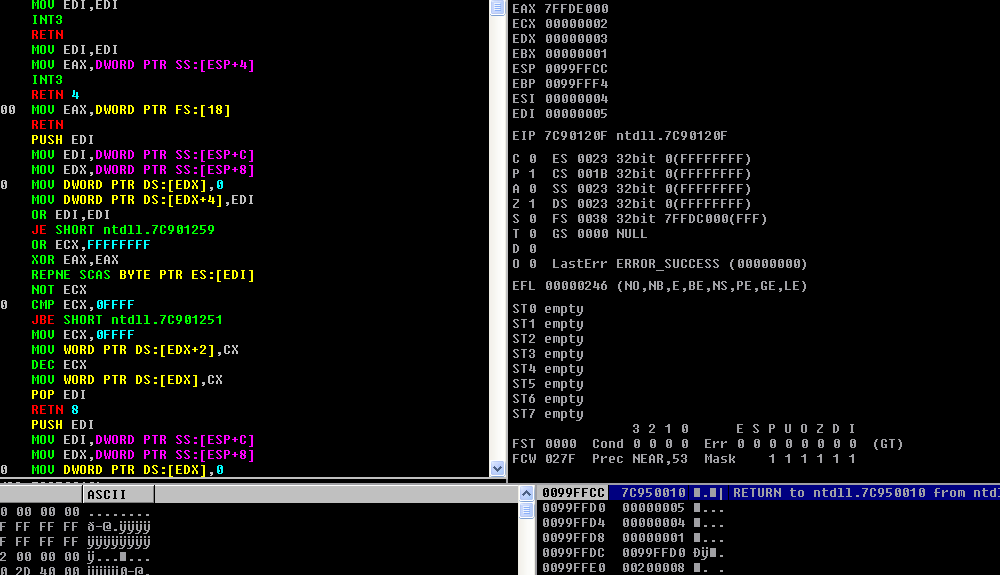 MOV EDI,EDI
INT3
RETN
MOV EDI,EDI
MOV EAX,DWORD PTR SS:[ESP+4]
INT3
RETN 4
00 MOV EAX,DWORD PTR FS:[18]
RETN
PUSH EDI
MOV EDI,DWORD PTR SS:[ESP+C]
MOV EDX,DWORD PTR SS:[ESP+8]
0 MOV DWORD PTR DS:[EDX],0
MOV DWORD PTR DS:[EDX+4],EDI
OR EDI,EDI
JE SHORT ntdll.7C901259
OR ECX,FFFFFFFF
XOR EAX,EAX
REPNE SCAS BYTE PTR ES:[EDI]
NOT ECX
0 CMP ECX,0FFFF
JBE SHORT ntdll.7C901251
MOV ECX,0FFFF
MOV WORD PTR DS:[EDX+2],CX
DEC ECX
MOV WORD PTR DS:[EDX],CX
POP EDI
RETN 8
PUSH EDI
MOV EDI,DWORD PTR SS:[ESP+C]
MOV EDX,DWORD PTR SS:[ESP+8]
0 MOV DWORD PTR DS:[EDX],0
EAX 7FFDE000
ECX 00000002
EDX 00000003
EBX 00000001
ESP 0099FFCC
EBP 0099FFF4
ESI 00000004
EDI 00000005
EIP 7C90120F ntdll.7C90120F
C 0 ES 0023 32bit 0(FFFFFFFF)
P 1 CS 001B 32bit 0(FFFFFFFF)
A 0 SS 0023 32bit 0(FFFFFFFF)
Z 1 DS 0023 32bit 0(FFFFFFFF)
S 0 FS 0038 32bit 7FFDC000(FFF)
T 0 GS 0000 NULL
D 0
O 0 LastErr ERROR_SUCCESS (00000000)
EFL 00000246 (NO,NB,E,BE,NS,PE,GE,LE)
ST0 empty
ST1 empty
ST2 empty
ST3 empty
ST4 empty
ST5 empty
ST6 empty
ST7 empty
3 2 1 0 E S P U O Z D I
FST 0000 Cond 0 0 0 0 Err 0 0 0 0 0 0 0 0 (GT)
FCW 027F Prec NEAR,53 Mask 1 1 1 1 1 1
ASCII
0 00 00 00 ........
F FF FF FF ð-@.ÿÿÿÿ
F FF FF FF ÿÿÿÿÿÿÿÿ
2 00 00 00
0 2D 40 00
0099FFCC 7C950010 RETURN to ntdll.7C950010 from ntdl
0099FFD0 00000005
0099FFD4 00000004
0099FFD8 00000001
0099FFDC 0099FFD0
0099FFE0 00200008